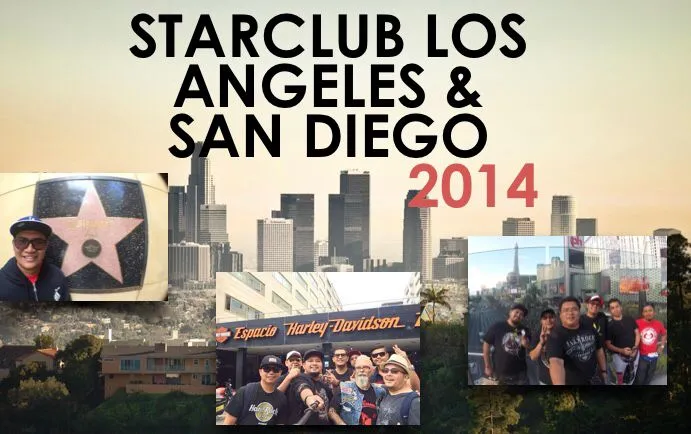 STARCLUB LOS
ANGELES &
SAN DIEGO
2014
Espacio Harley-Davidson